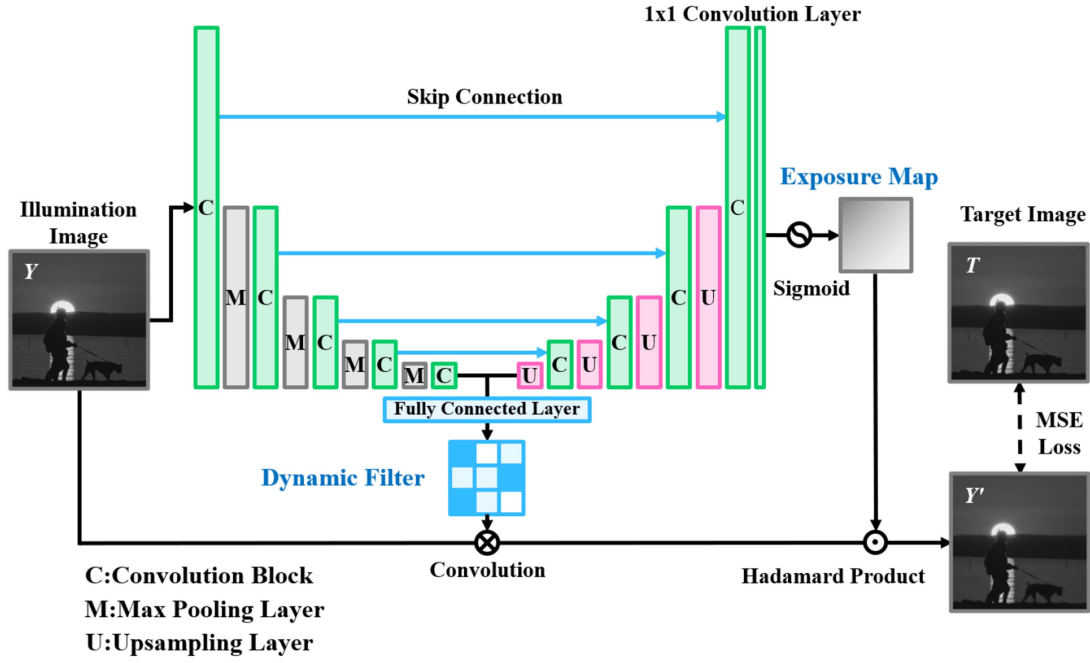 1x1 Convolution Layer
Skip Connection
Exposure Map
Illumination
Image
Target Image
Y
C
M
C
M
C
M
C
M
C
U
C
U
C
U
C
U
C
Sigmoid
T
Fully Connected Layer
MSE
Loss
Dynamic Filter
Y'
Convolution
Hadamard Product
C:Convolution Block
M:Max Pooling Layer
U:Upsampling Layer